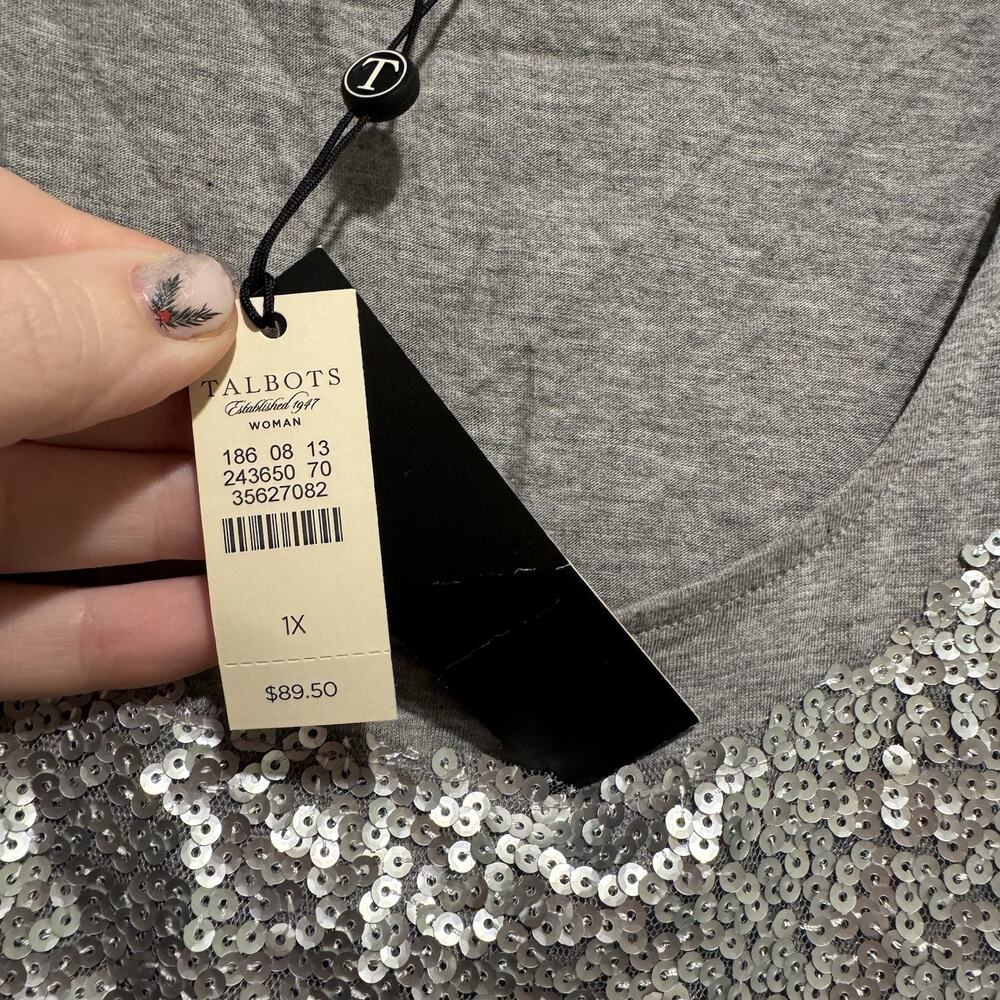 T
TALBOTS
Established 1947
WOMAN
186 08 13
243650 70
35627082
1X
$89.50